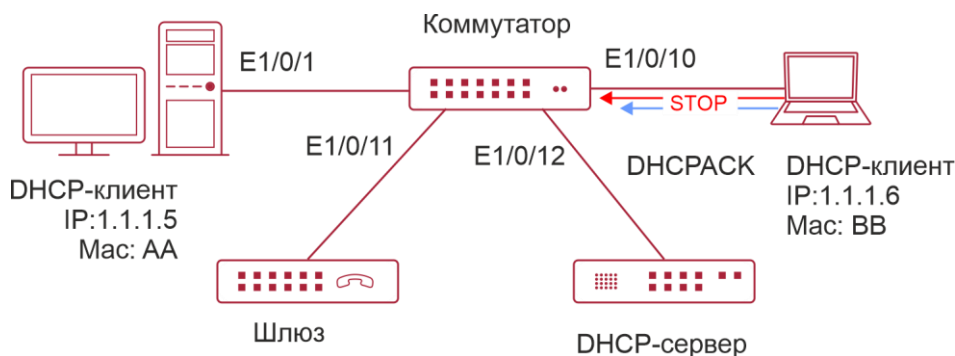 Коммутатор
E1/0/1
E1/0/10
STOP
E1/0/11
E1/0/12
DHCPACK
DHCP-клиент
IP:1.1.1.5
Mac: AA
DHCP-клиент
IP:1.1.1.6
Mac: BB
Шлюз
DHCP-сервер